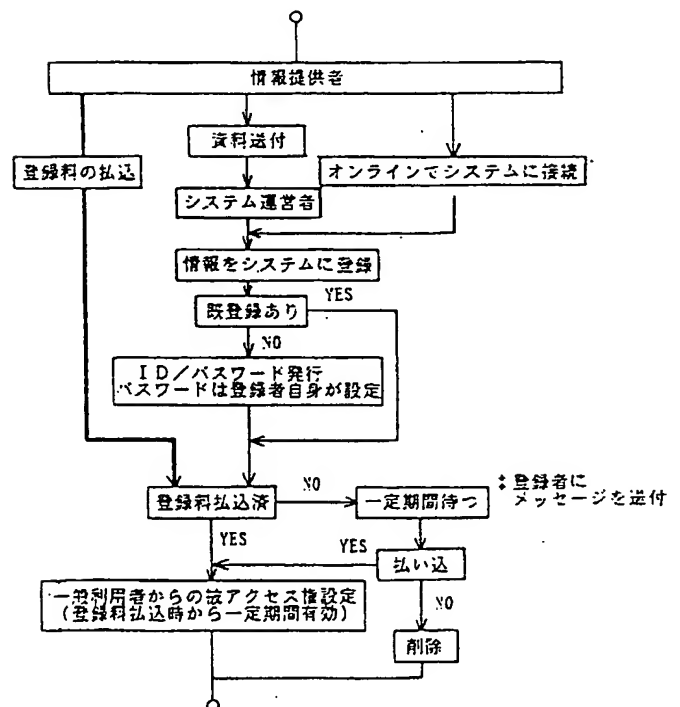 情報提供者
資料送付
登録料の払込
オンラインでシステムに接続
システム運営者
情報をシステムに登録
既登録あり
YES
NO
ID/パスワード発行
パスワードは登録者自身が設定
登録料払込済
NO
一定期間待つ
‡登録者に
メッセージを送付
YES
YES
払い込
NO
一般利用者からの被アクセス権設定
(登録料払込時から一定期間有効)
削除